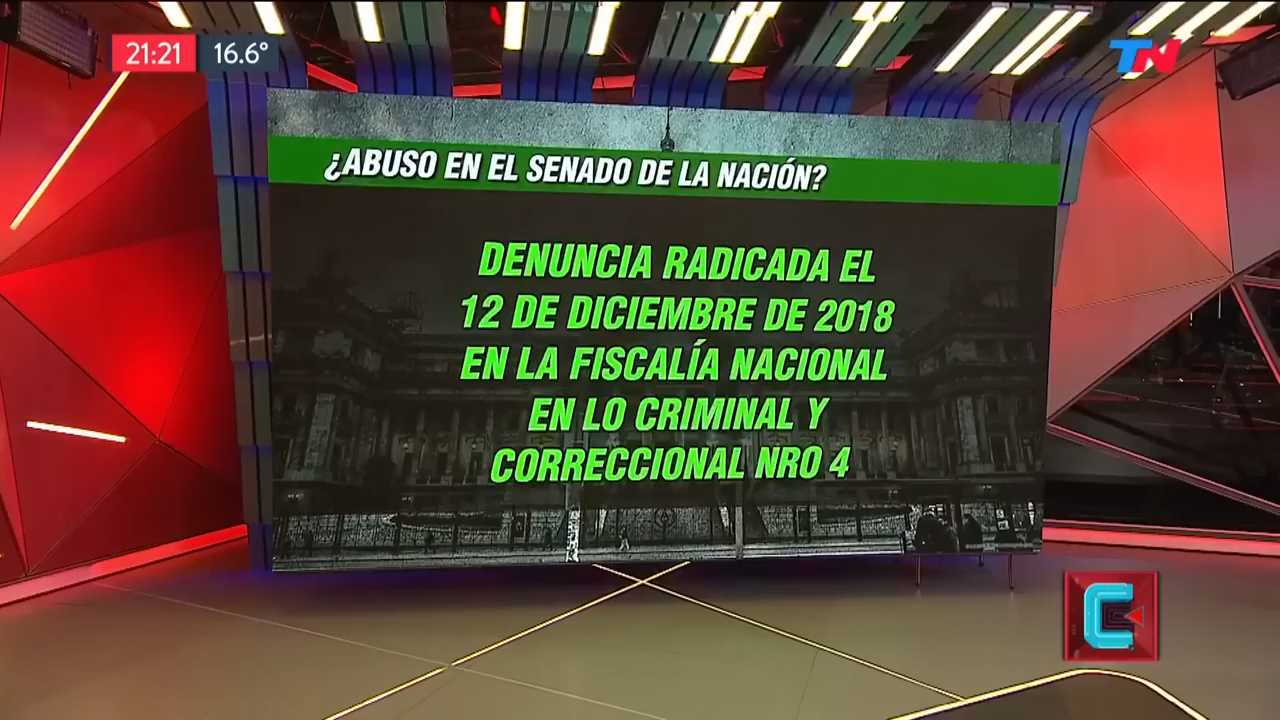 21:21 16.6°
TN
¿ABUSO EN EL SENADO DE LA NACIÓN?
DENUNCIA RADICADA EL
12 DE DICIEMBRE DE 2018
EN LA FISCALÍA NACIONAL
EN LO CRIMINAL Y
CORRECCIONAL NRO 4
C